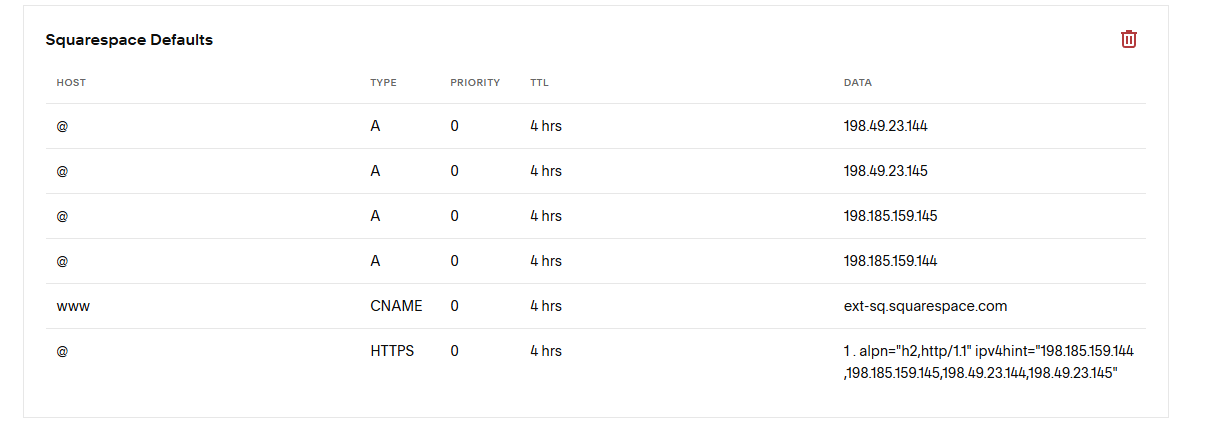 Squarespace Defaults
HOST TYPE PRIORITY TTL DATA
@ A 0 4 hrs 198.49.23.144
@ A 0 4 hrs 198.49.23.145
@ A 0 4 hrs 198.185.159.145
@ A 0 4 hrs 198.185.159.144
www CNAME 0 4 hrs ext-sq.squarespace.com
@ HTTPS 0 4 hrs 1 . alpn="h2,http/1.1" ipv4hint="198.185.159.144
,198.185.159.145,198.49.23.144,198.49.23.145"